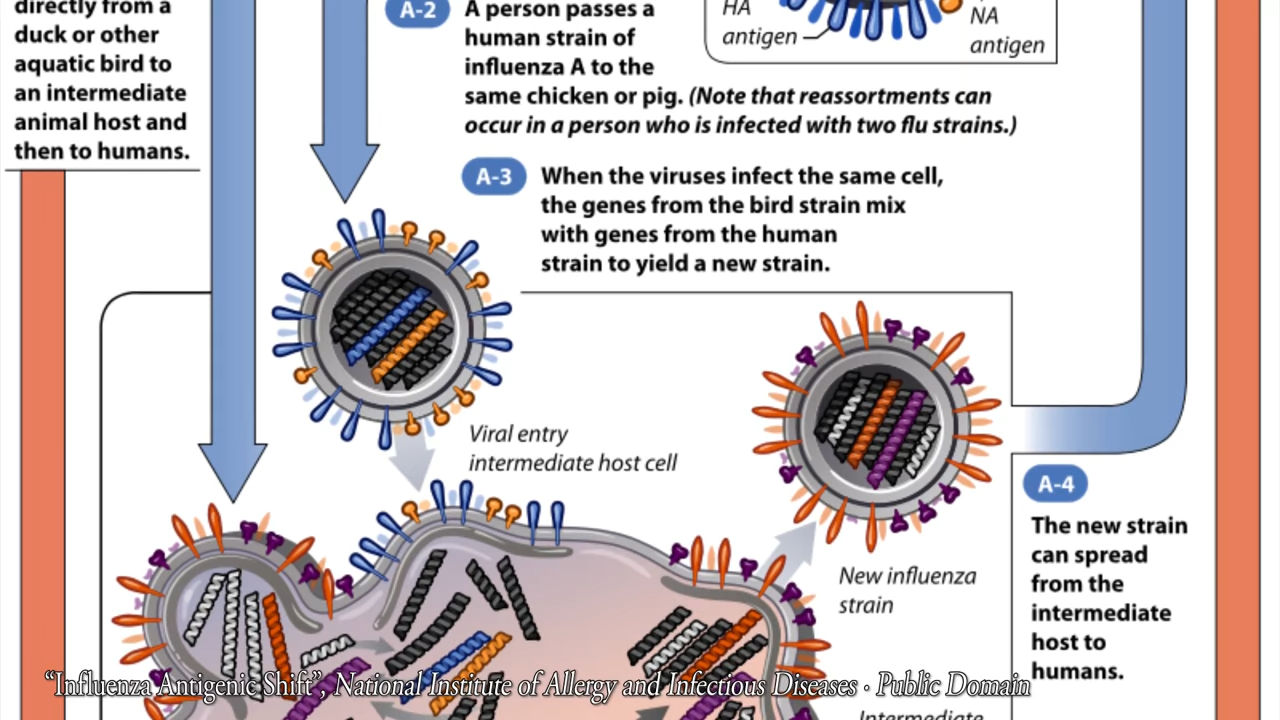 directly from a
duck or other
aquatic bird to
an intermediate
animal host and
then to humans.
A-2
A person passes a
human strain of
influenza A to the
same chicken or pig. (Note that reassortments can
occur in a person who is infected with two flu strains.)
HA
antigen
NA
antigen
A-3
When the viruses infect the same cell,
the genes from the bird strain mix
with genes from the human
strain to yield a new strain.
Viral entry
intermediate host cell
A-4
The new strain
can spread
from the
intermediate
host to
humans.
New influenza
strain
“Influenza Antigenic Shift”, National Institute of Allergy and Infectious Diseases · Public Domain
Intermediate